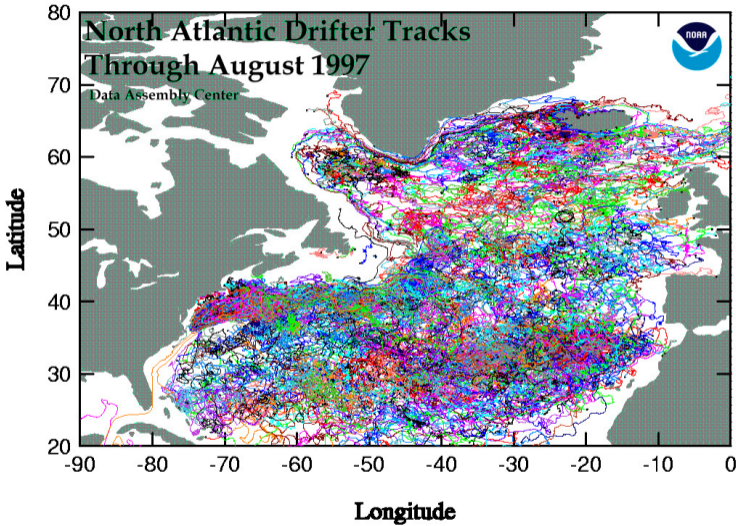 North Atlantic Drifter Tracks
Through August 1997
Data Assembly Center
NOAA
80
70
60
50
40
30
20
Latitude
-90 -80 -70 -60 -50 -40 -30 -20 -10 0
Longitude